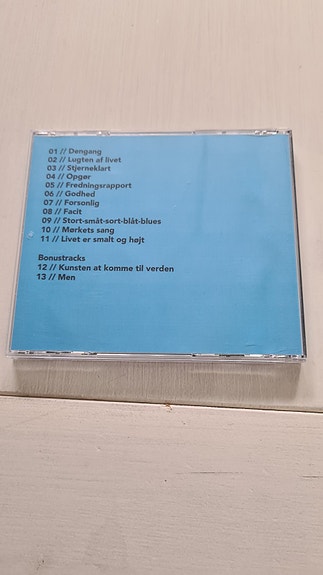 01 // Dengang
02 // Lugten af livet
03 // Stjerneklart
04 // Opgør
05 // Fredningsrapport
06 // Godhed
07 // Forsonlig
08 // Facit
09 // Stort-småt-sort-blåt-blues
10 // Mørkets sang
11 // Livet er smalt og højt
Bonustracks
12 // Kunsten at komme til verden
13 // Men